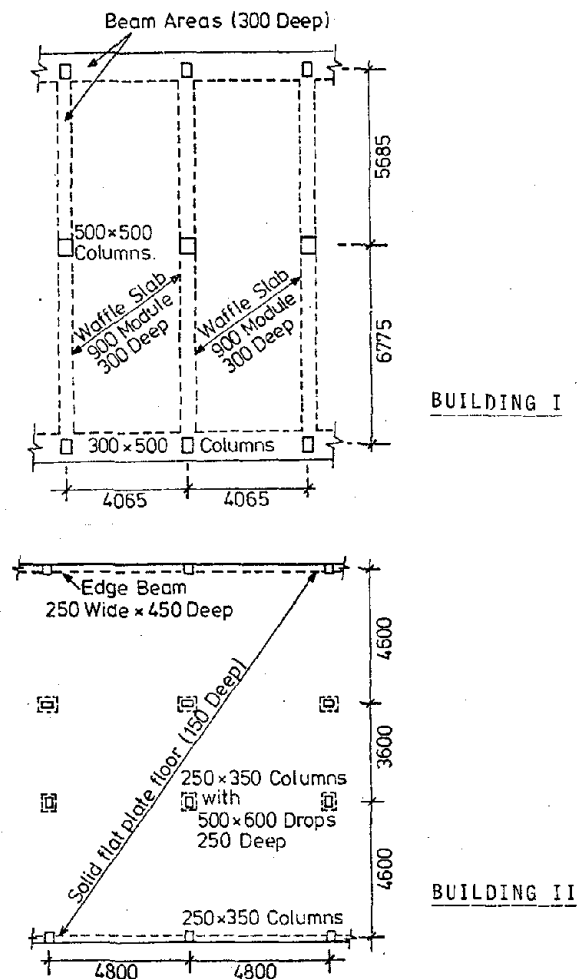 Beam Areas (300 Deep)
5685
500×500
Columns.
Waffle Slab
900 Module
300 Deep
Waffle Slab
900 Module
300 Deep
6775
BUILDING I
300×500 Columns
4065
4065
Edge Beam
250 Wide × 450 Deep
4600
Solid flat plate floor (150 Deep)
3600
250×350 Columns
with
500×600 Drops
250 Deep
4600
BUILDING II
250×350 Columns
4800
4800